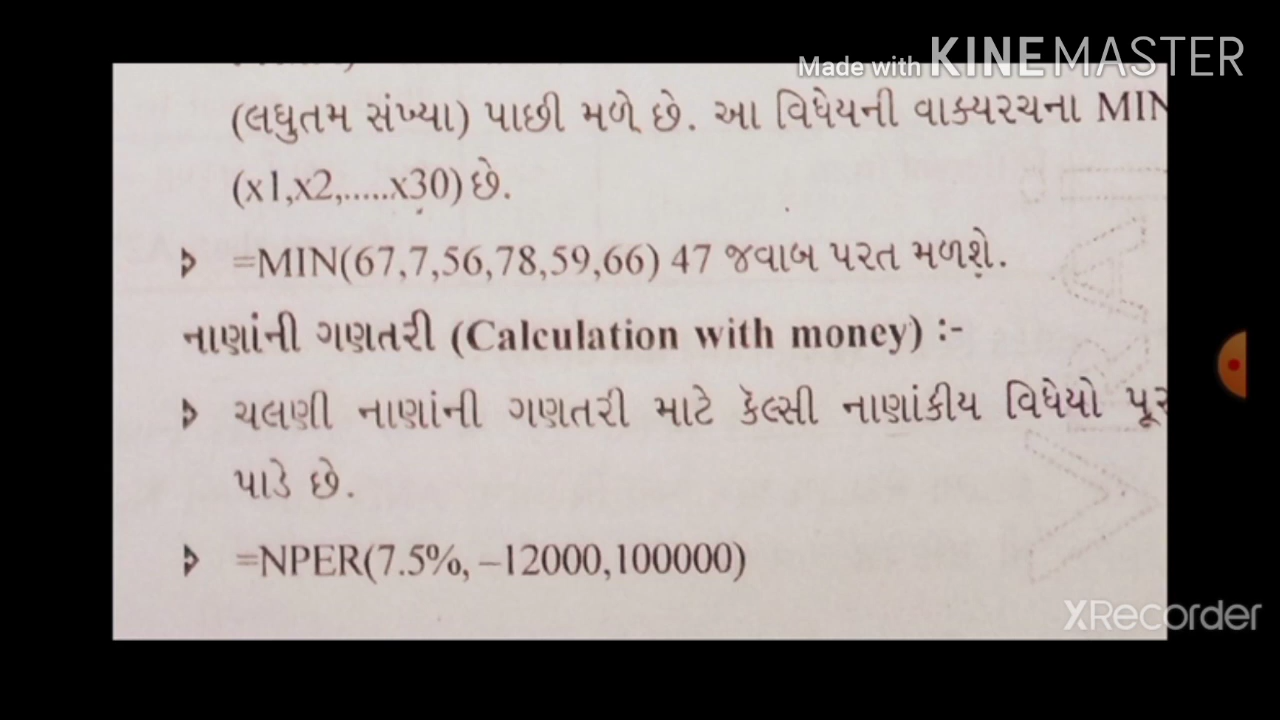 Made with KINEMASTER
(લઘુતમ સંખ્યા) પાછી મળે છે. આ વિધેયની વાક્યરચના MIN
(x1,x2,.....x30) છે.
=MIN(67,7,56,78,59,66) 47 જવાબ પરત મળશે.
નાણાંની ગણતરી (Calculation with money) :-
ચલણી નાણાંની ગણતરી માટે કેલ્સી નાણાંકીય વિધેયો
પાડે છે.
=NPER(7.5%, –12000,100000)
XRecorder